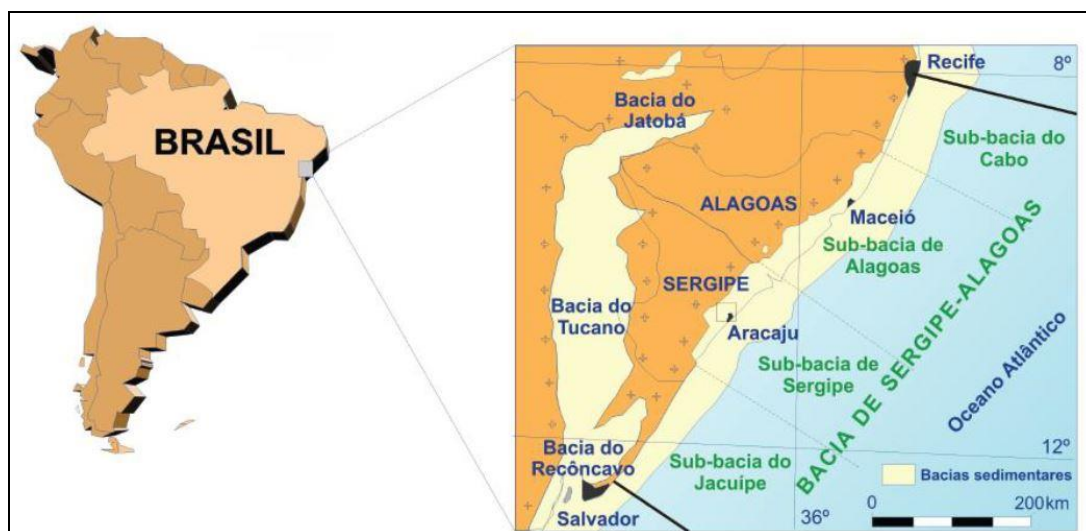 BRASIL
Recife
8º
Bacia do
Jatobá
Sub-bacia do
Cabo
ALAGOAS
Maceió
Sub-bacia de
Alagoas
SERGIPE
Bacia do
Tucano
Aracaju
Sub-bacia de
Sergipe
BACIA DE SERGIPE-ALAGOAS
Oceano Atlântico
Bacia do
Recôncavo
Sub-bacia do
Jacuípe
12º
Bacias sedimentares
0
200km
Salvador
36º